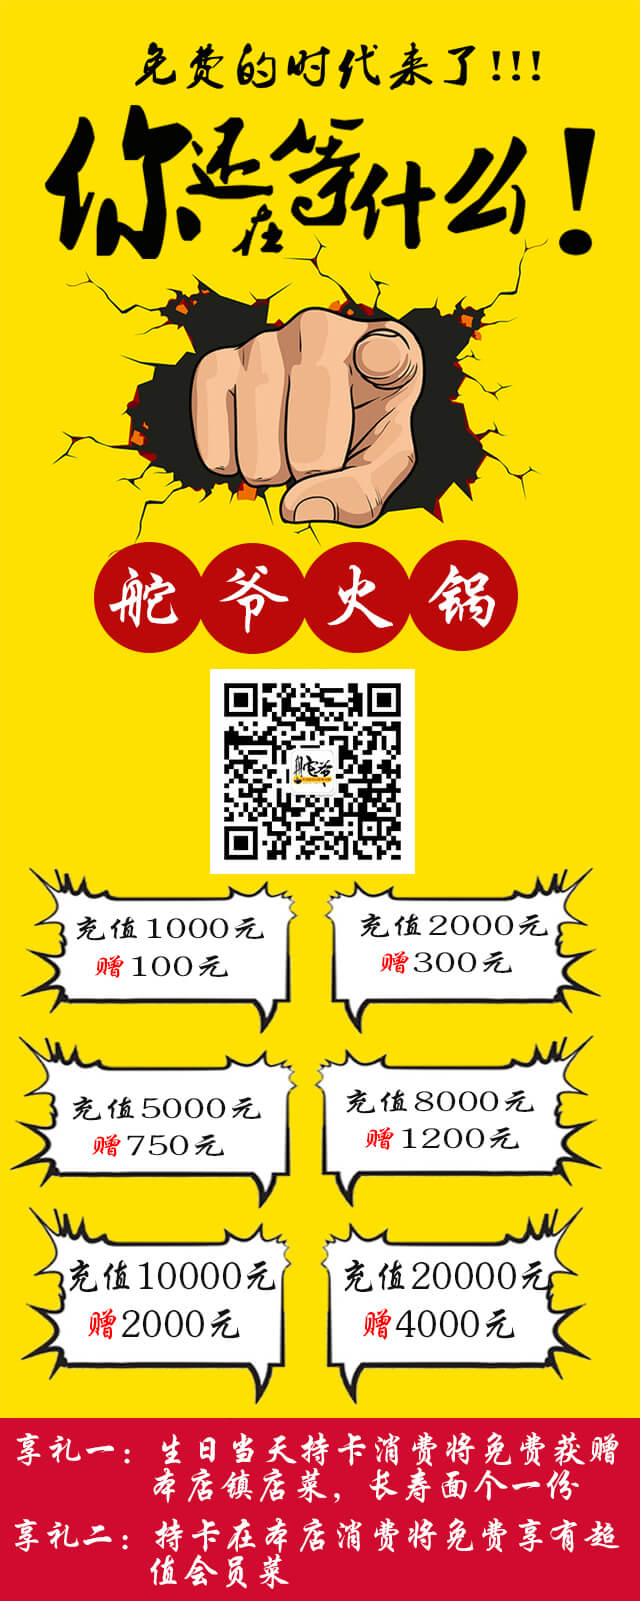 免费的时代来了!!!
你还在等什么!
舵爷火锅
舵爷
充值1000元
赠100元
充值2000元
赠300元
充值5000元
赠750元
充值8000元
赠1200元
充值10000元
赠2000元
充值20000元
赠4000元
享礼一：生日当天持卡消费将免费获赠
本店镇店菜，长寿面个一份
享礼二：持卡在本店消费将免费享有超
值会员菜